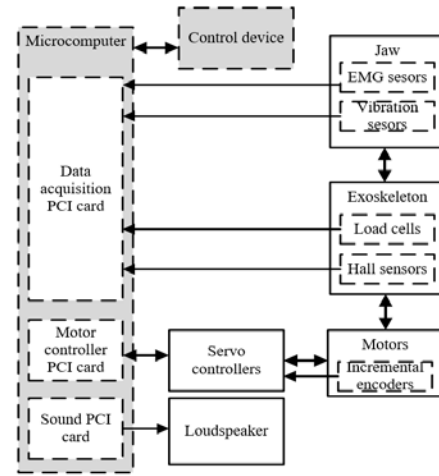 Microcomputer
Control device
Jaw
EMG sesors
Vibration
sesors
Data
acquisition
PCI card
Exoskeleton
Load cells
Hall sensors
Motor
controller
PCI card
Servo
controllers
Motors
Incremental
encoders
Sound PCI
card
Loudspeaker